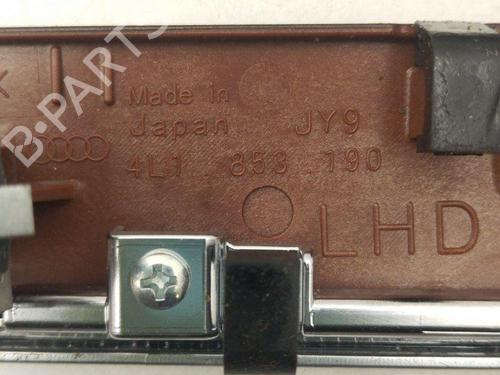 B-PARTS
Made in
Japan JY9
4L1 853 190
LHD